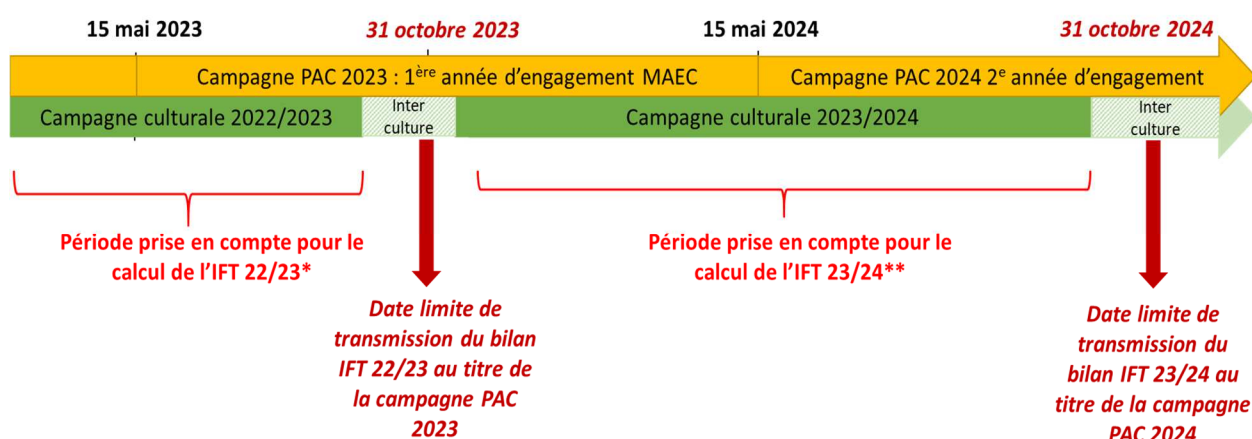 15 mai 2023
31 octobre 2023
15 mai 2024
31 octobre 2024
Campagne PAC 2023 : 1ère année d’engagement MAEC
Campagne PAC 2024 2e année d’engagement
Campagne culturale 2022/2023
Inter
culture
Campagne culturale 2023/2024
Inter
culture
Période prise en compte pour le
calcul de l’IFT 22/23*
Période prise en compte pour le
calcul de l’IFT 23/24**
Date limite de
transmission du bilan
IFT 22/23 au titre de
la campagne PAC
2023
Date limite de
transmission du
bilan IFT 23/24 au
titre de la campagne
PAC 2024